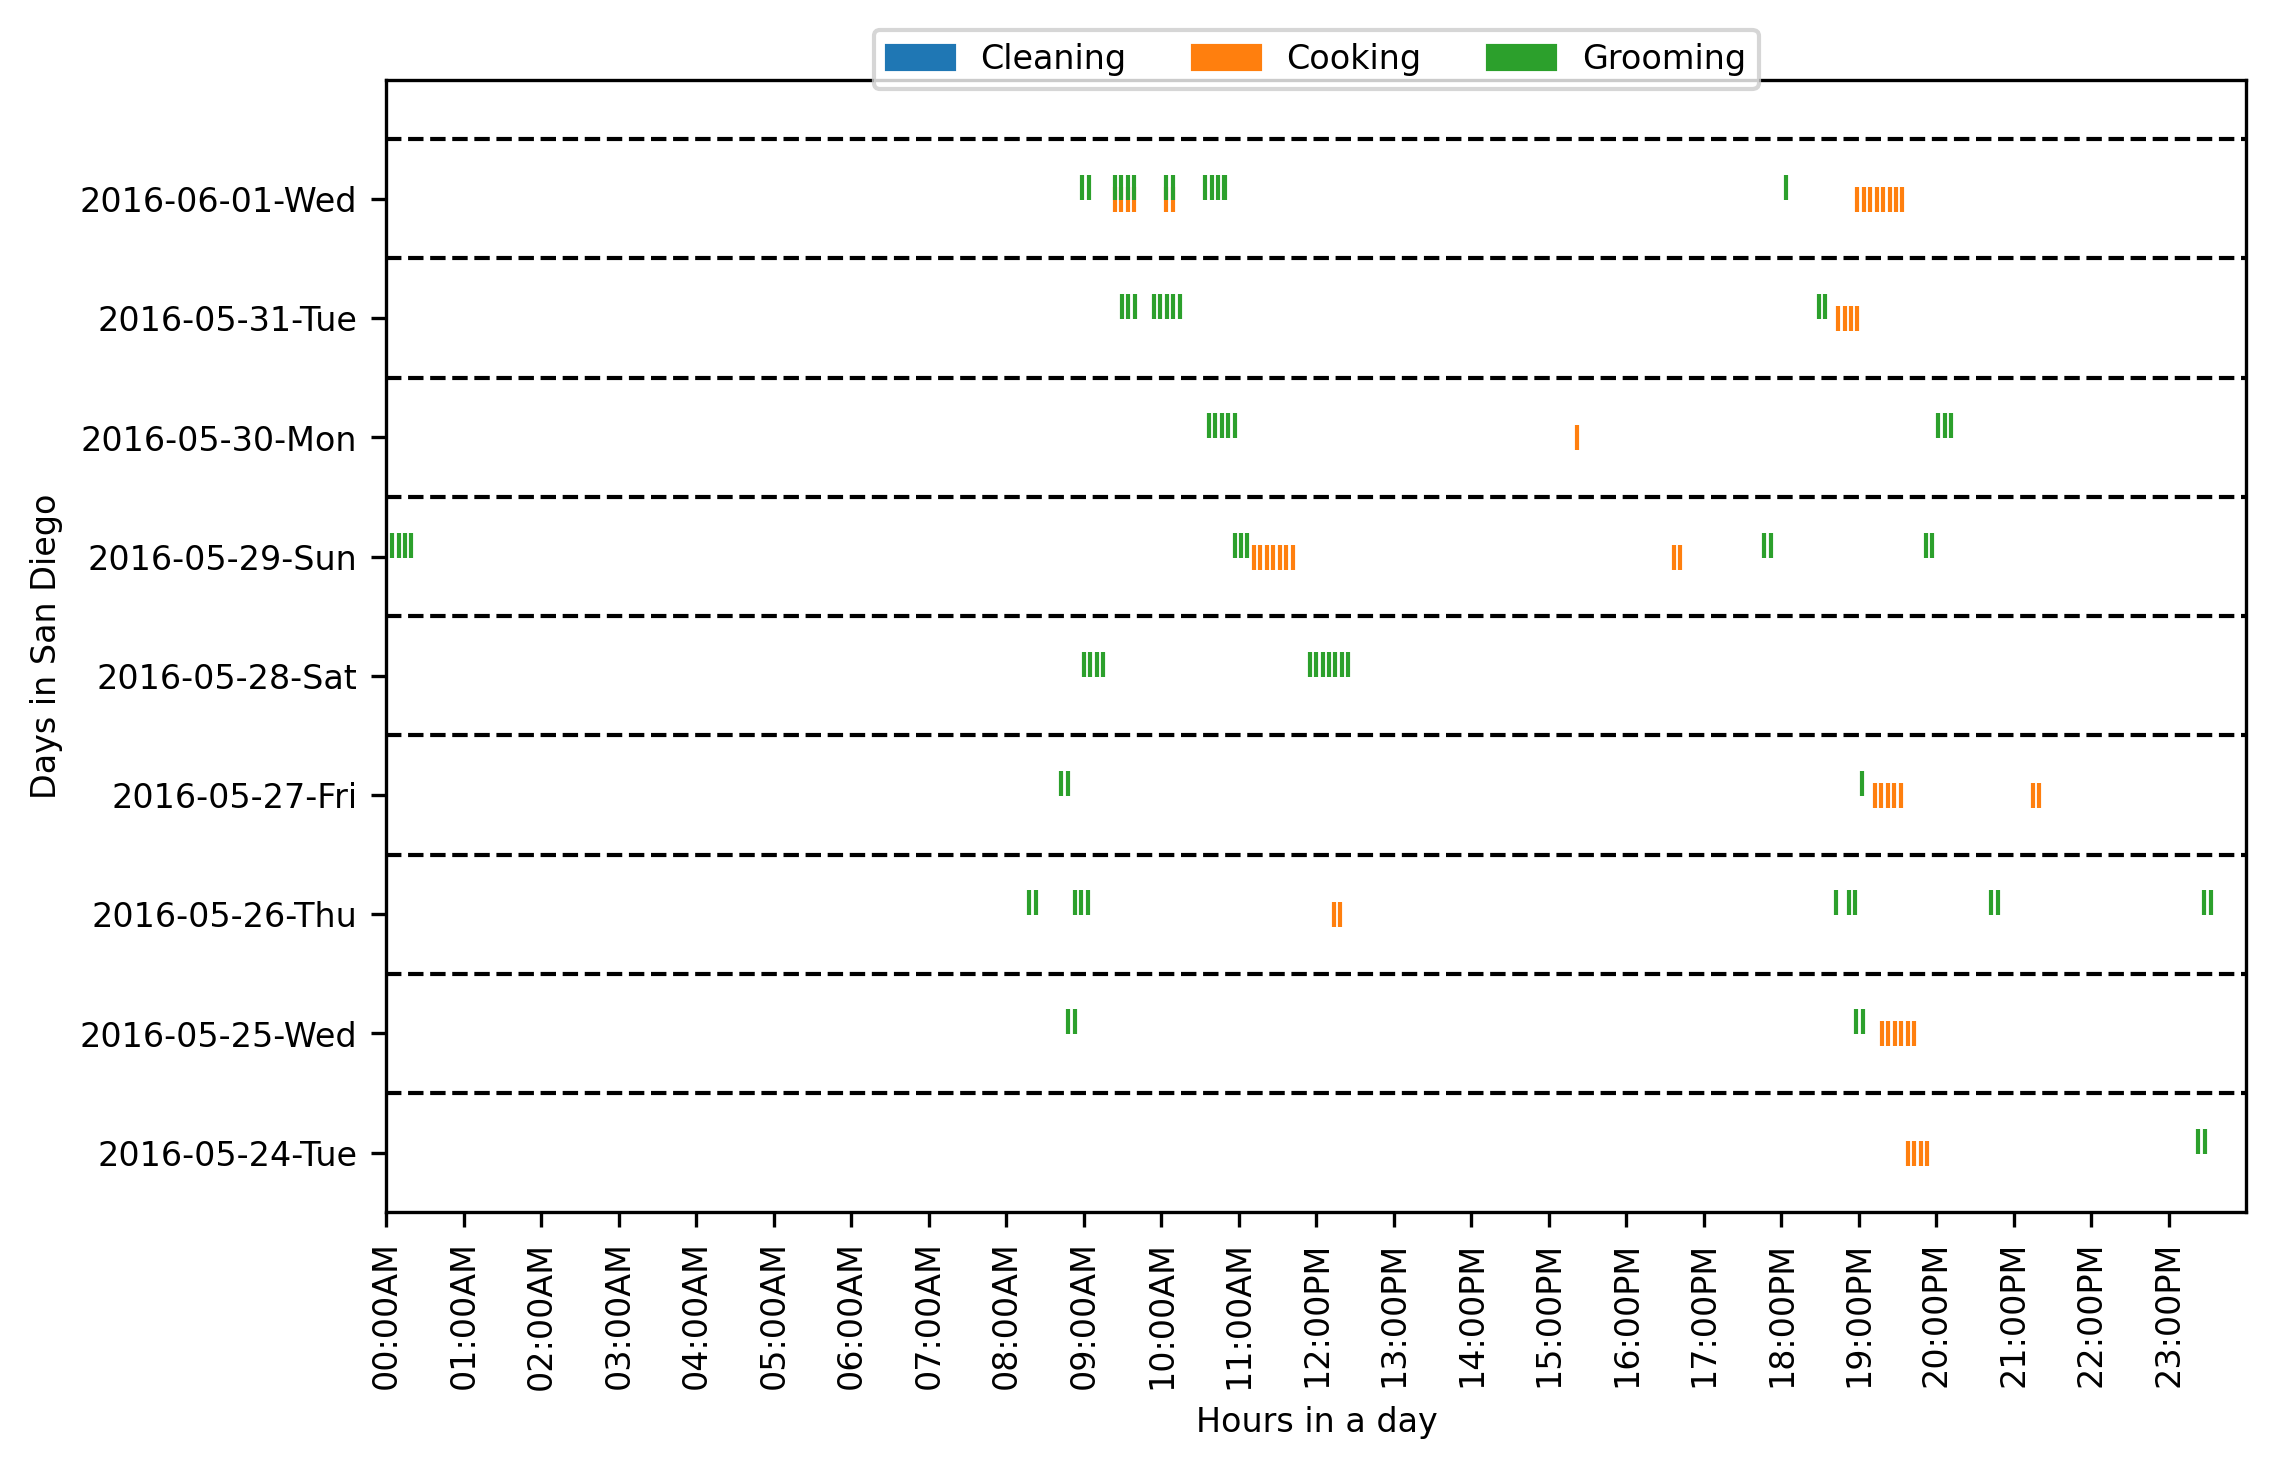 Cleaning Cooking Grooming
2016-06-01-Wed
2016-05-31-Tue
2016-05-30-Mon
2016-05-29-Sun
2016-05-28-Sat
2016-05-27-Fri
2016-05-26-Thu
2016-05-25-Wed
2016-05-24-Tue
Days in San Diego
00:00AM
01:00AM
02:00AM
03:00AM
04:00AM
05:00AM
06:00AM
07:00AM
08:00AM
09:00AM
10:00AM
11:00AM
12:00PM
13:00PM
14:00PM
15:00PM
16:00PM
17:00PM
18:00PM
19:00PM
20:00PM
21:00PM
22:00PM
23:00PM
Hours in a day